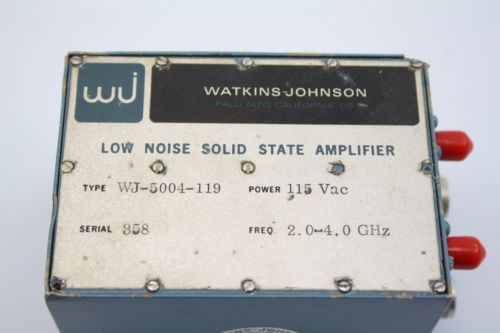 WJ
WATKINS-JOHNSON
PALO ALTO, CALIFORNIA, US
LOW NOISE SOLID STATE AMPLIFIER
TYPE WJ-5004-119 POWER 115 Vac
SERIAL 358 FREQ. 2.0-4.0 GHz